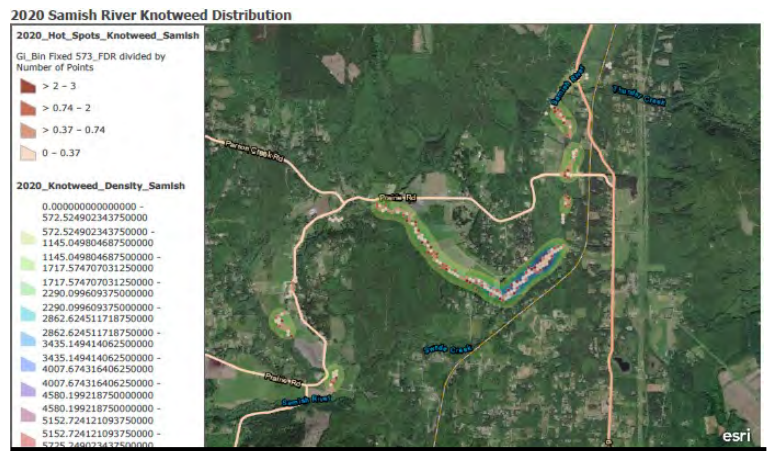 2020 Samish River Knotweed Distribution
2020_Hot_Spots_Knotweed_Samish
Gi_Bin Fixed 573_FDR divided by
Number of Points
> 2 - 3
> 0.74 - 2
> 0.37 - 0.74
0 - 0.37
2020_Knotweed_Density_Samish
0.000000000000000 -
572.524902343750000
572.524902343750000 -
1145.049804687500000
1145.049804687500000 -
1717.574707031250000
1717.574707031250000 -
2290.099609375000000
2290.099609375000000 -
2862.624511718750000
2862.624511718750000 -
3435.149414062500000
3435.149414062500000 -
4007.674316406250000
4007.674316406250000 -
4580.199218750000000
4580.199218750000000 -
5152.724121093750000
5152.724121093750000 -
5725.249023437500000
Samish River
Creek
Creek Rd
Prairie Rd
Creek
Prairie Rd
Samish River
esri